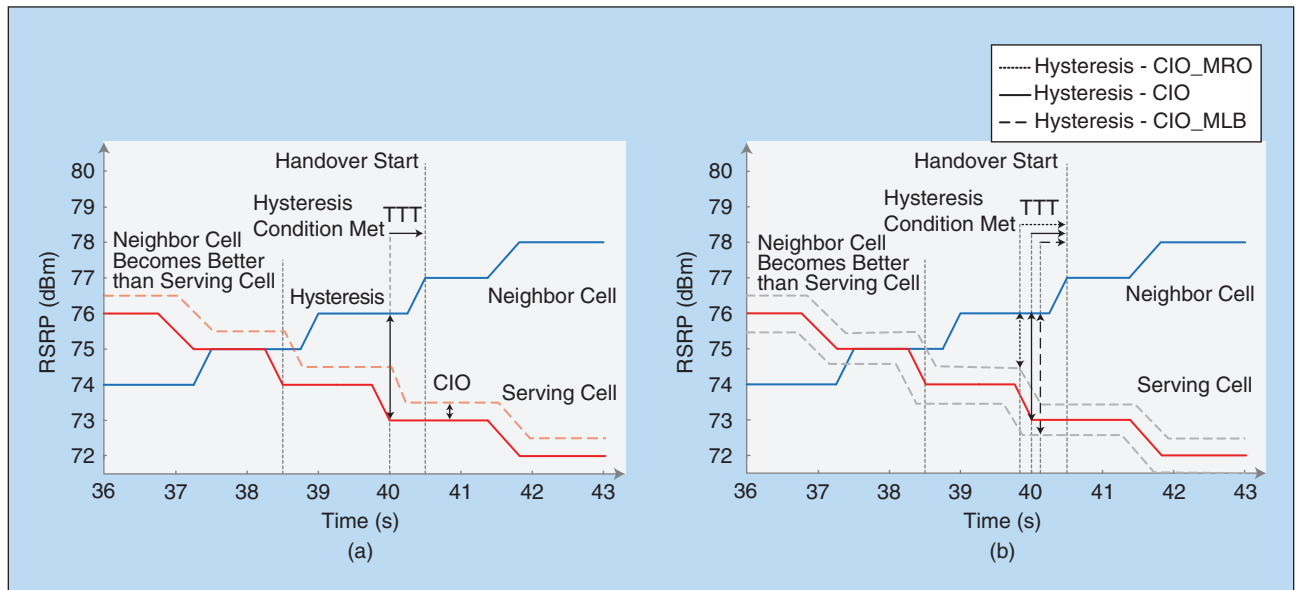 Hysteresis - CIO_MRO
Hysteresis - CIO
Hysteresis - CIO_MLB
80
79
78
77
76
75
74
73
72
RSRP (dBm)
Handover Start
Hysteresis
Condition Met
TTT
Neighbor Cell
Becomes Better
than Serving Cell
Hysteresis
Neighbor Cell
CIO
Serving Cell
36 37 38 39 40 41 42 43
Time (s)
(a)
80
79
78
77
76
75
74
73
72
RSRP (dBm)
Handover Start
Hysteresis
Condition Met
TTT
Neighbor Cell
Becomes Better
than Serving Cell
Neighbor Cell
Serving Cell
36 37 38 39 40 41 42 43
Time (s)
(b)